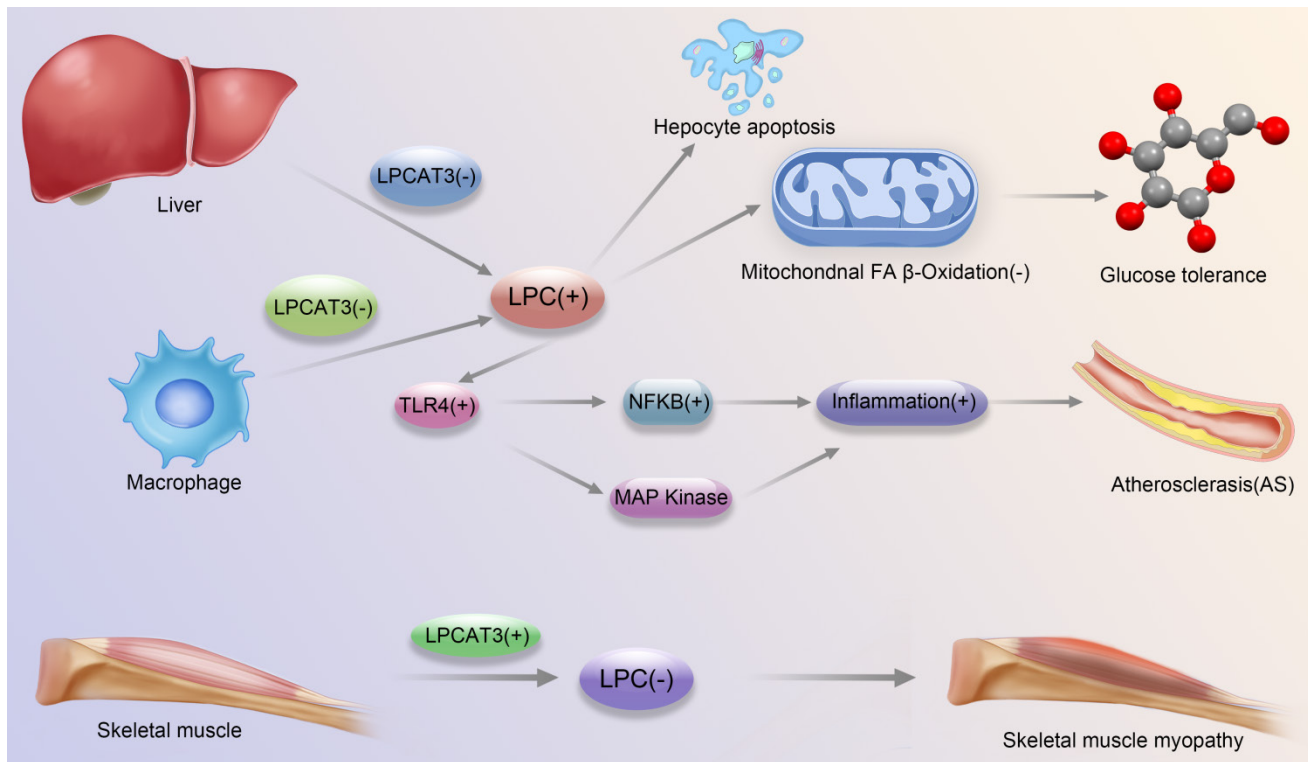 Hepocyte apoptosis
LPCAT3(-)
Liver
Mitochondnal FA β-Oxidation(-)
Glucose tolerance
LPC(+)
LPCAT3(-)
TLR4(+)
NFKB(+)
Inflammation(+)
Macrophage
MAP Kinase
Atherosclerasis(AS)
LPCAT3(+)
LPC(-)
Skeletal muscle
Skeletal muscle myopathy